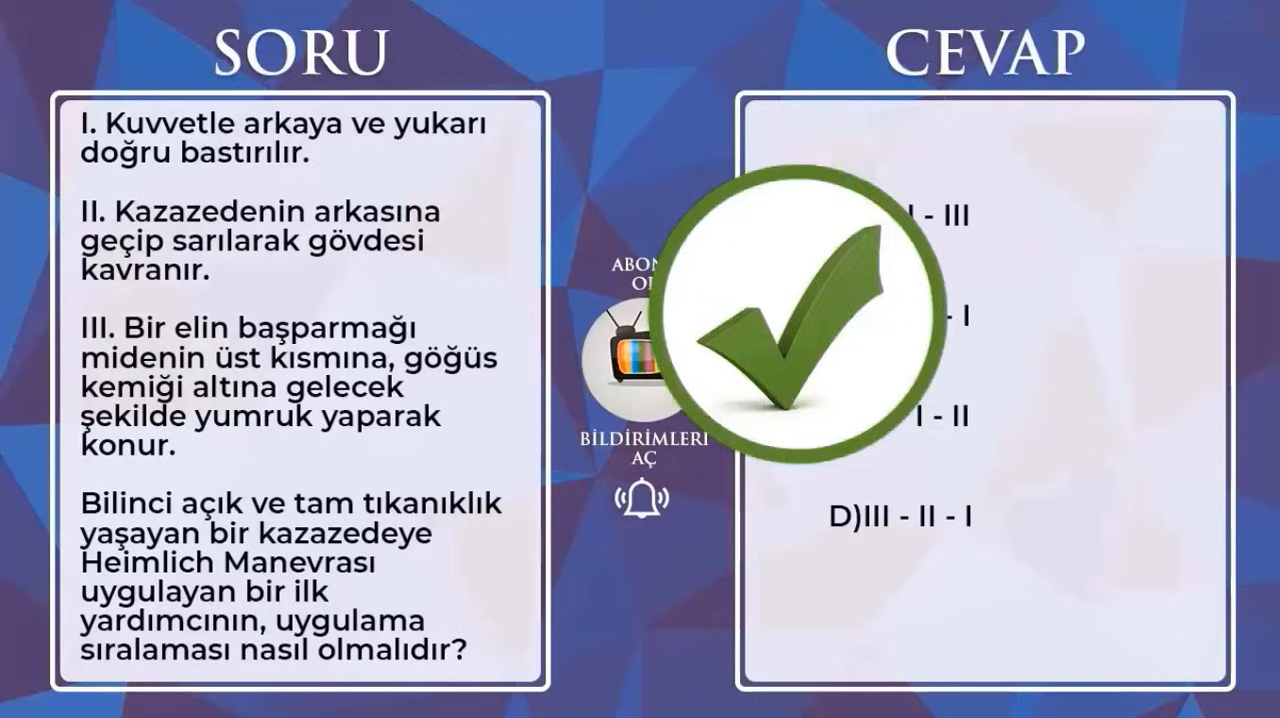 SORU
I. Kuvvetle arkaya ve yukarı
doğru bastırılır.
II. Kazazedenin arkasına
geçip sarılarak gövdesi
kavranır.
III. Bir elin başparmağı
midenin üst kısmına, göğüs
kemiği altına gelecek
şekilde yumruk yaparak
konur.
Bilinci açık ve tam tıkanıklık
yaşayan bir kazazedeye
Heimlich Manevrası
uygulayan bir ilk
yardımcının, uygulama
sıralaması nasıl olmalıdır?
BİLDİRİMLERİ
AÇ
CEVAP
- III
- I
I - II
D)III - II - I